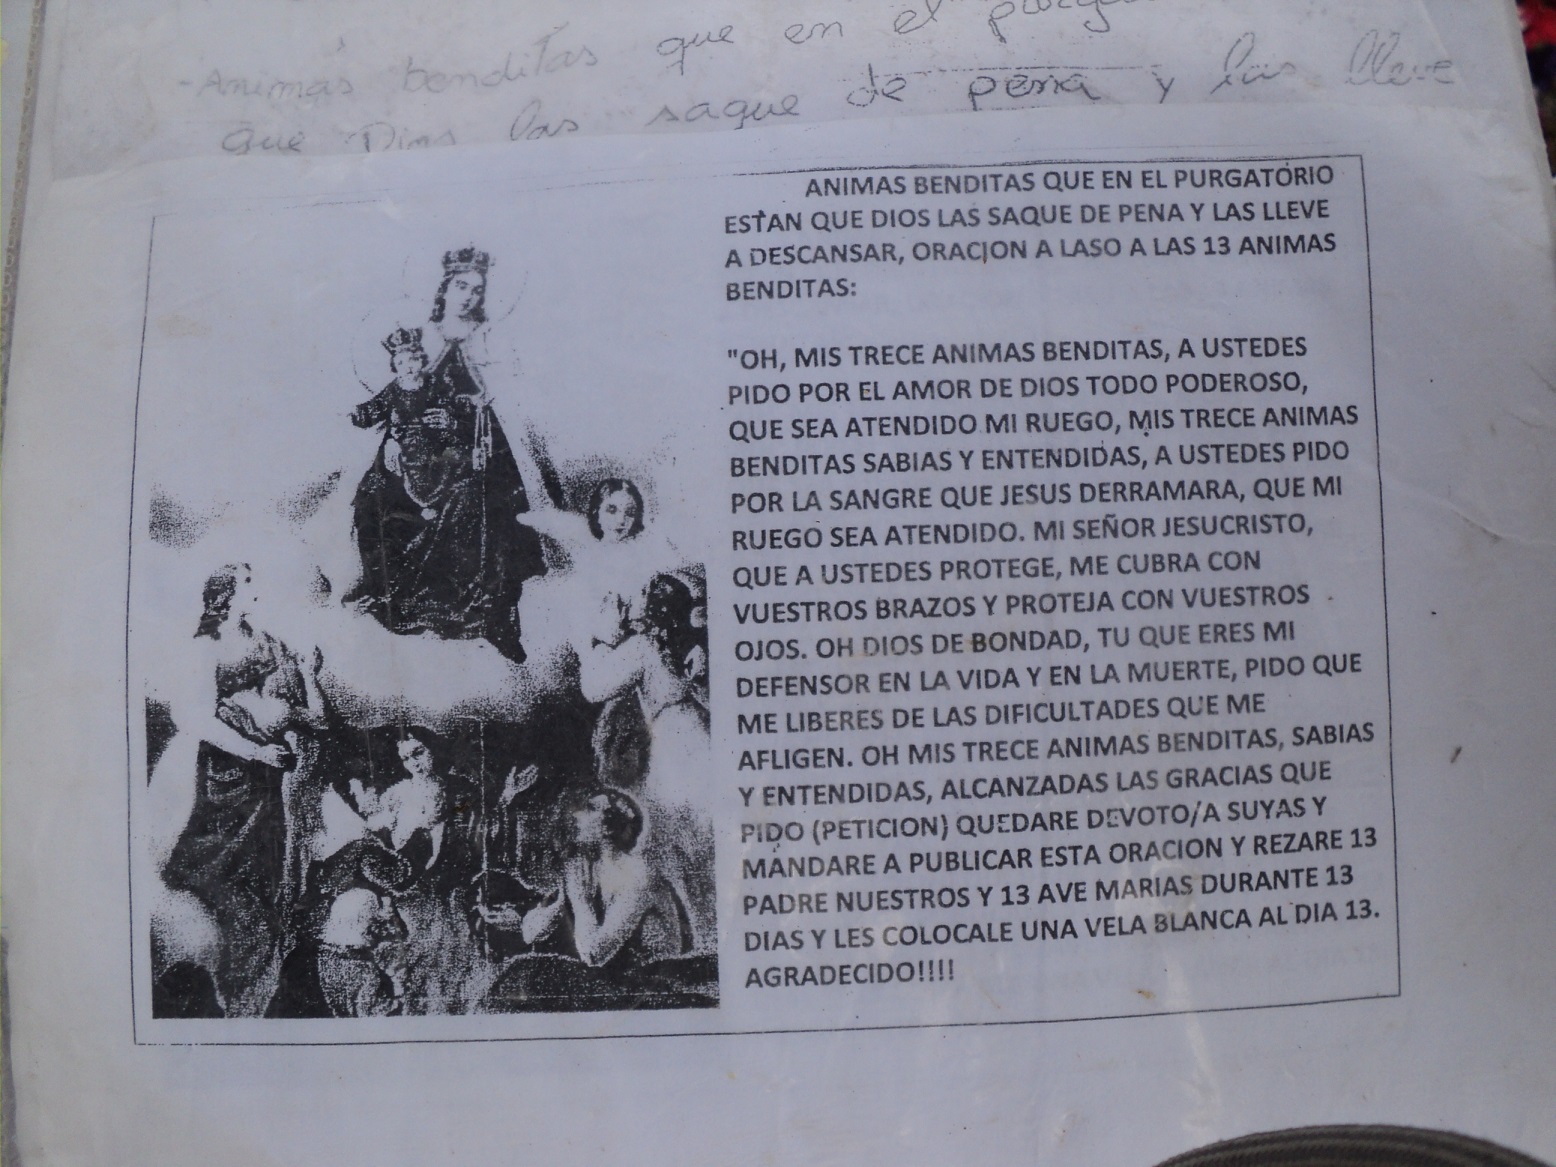 -Animas benditas que en el
que Dios las saque de pena y las lleve
ANIMAS BENDITAS QUE EN EL PURGATORIO
ESTAN QUE DIOS LAS SAQUE DE PENA Y LAS LLEVE
A DESCANSAR, ORACION A LASO A LAS 13 ANIMAS
BENDITAS:
"OH, MIS TRECE ANIMAS BENDITAS, A USTEDES
PIDO POR EL AMOR DE DIOS TODO PODEROSO,
QUE SEA ATENDIDO MI RUEGO, MIS TRECE ANIMAS
BENDITAS SABIAS Y ENTENDIDAS, A USTEDES PIDO
POR LA SANGRE QUE JESUS DERRAMARA, QUE MI
RUEGO SEA ATENDIDO. MI SEÑOR JESUCRISTO,
QUE A USTEDES PROTEGE, ME CUBRA CON
VUESTROS BRAZOS Y PROTEJA CON VUESTROS
OJOS. OH DIOS DE BONDAD, TU QUE ERES MI
DEFENSOR EN LA VIDA Y EN LA MUERTE, PIDO QUE
ME LIBERES DE LAS DIFICULTADES QUE ME
AFLIGEN. OH MIS TRECE ANIMAS BENDITAS, SABIAS
Y ENTENDIDAS, ALCANZADAS LAS GRACIAS QUE
PIDO (PETICION) QUEDARE DEVOTO/A SUYAS Y
MANDARE A PUBLICAR ESTA ORACION Y REZARE 13
PADRE NUESTROS Y 13 AVE MARIAS DURANTE 13
DIAS Y LES COLOCALE UNA VELA BLANCA AL DIA 13.
AGRADECIDO!!!!